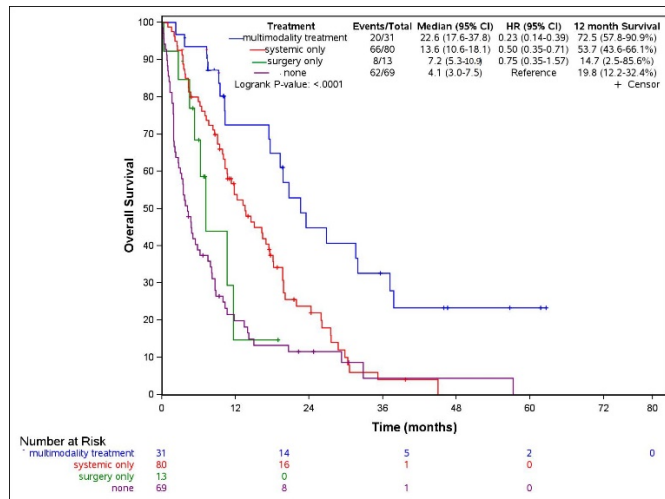 Treatment Events/Total Median (95% CI) HR (95% CI) 12 month Survival
multimodality treatment 20/31 22.6 (17.6-37.8) 0.23 (0.14-0.39) 72.5 (57.8-90.9%)
systemic only 66/80 13.6 (10.6-18.1) 0.50 (0.35-0.71) 53.7 (43.6-66.1%)
surgery only 8/13 7.2 (5.3-10.9) 0.75 (0.35-1.57) 14.7 (2.5-85.6%)
none 62/69 4.1 (3.0-7.5) Reference 19.8 (12.2-32.4%)
Logrank P-value: <.0001 + Censor
Overall Survival
100
90
80
70
60
50
40
30
20
10
0
0 12 24 36 48 60 72 80
Time (months)
Number at Risk
multimodality treatment 31 14 5 2 0
systemic only 80 16 1 0
surgery only 13 0
none 69 8 1 0